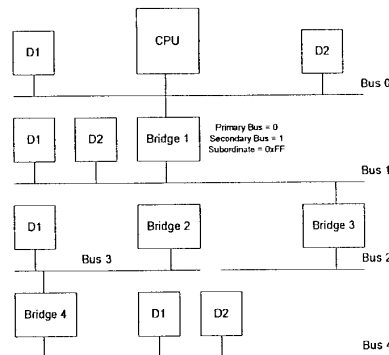 CPU
D1
D2
Bus 0
D1
D2
Bridge 1
Primary Bus = 0
Secondary Bus = 1
Subordinate = 0xFF
Bus 1
D1
Bridge 2
Bridge 3
Bus 3
Bus 2
Bridge 4
D1
D2
Bus 4